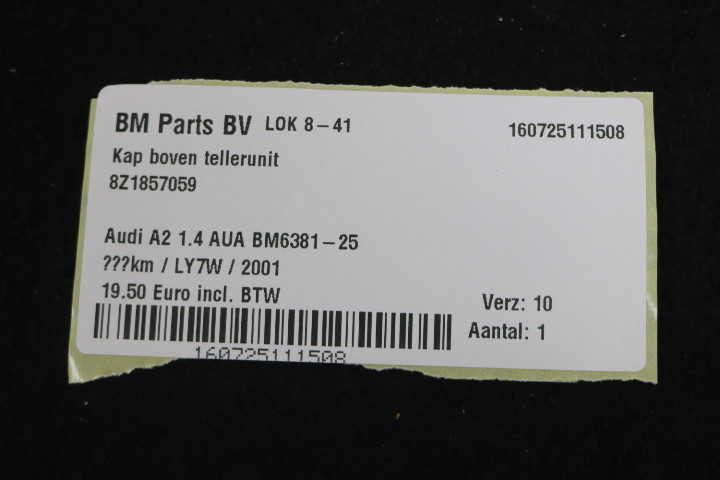 BM Parts BV LOK 8-41 160725111508
Kap boven tellerunit
8Z1857059
Audi A2 1.4 AUA BM6381-25
???km / LY7W / 2001
19.50 Euro incl. BTW
Verz: 10
Aantal: 1
160725111508